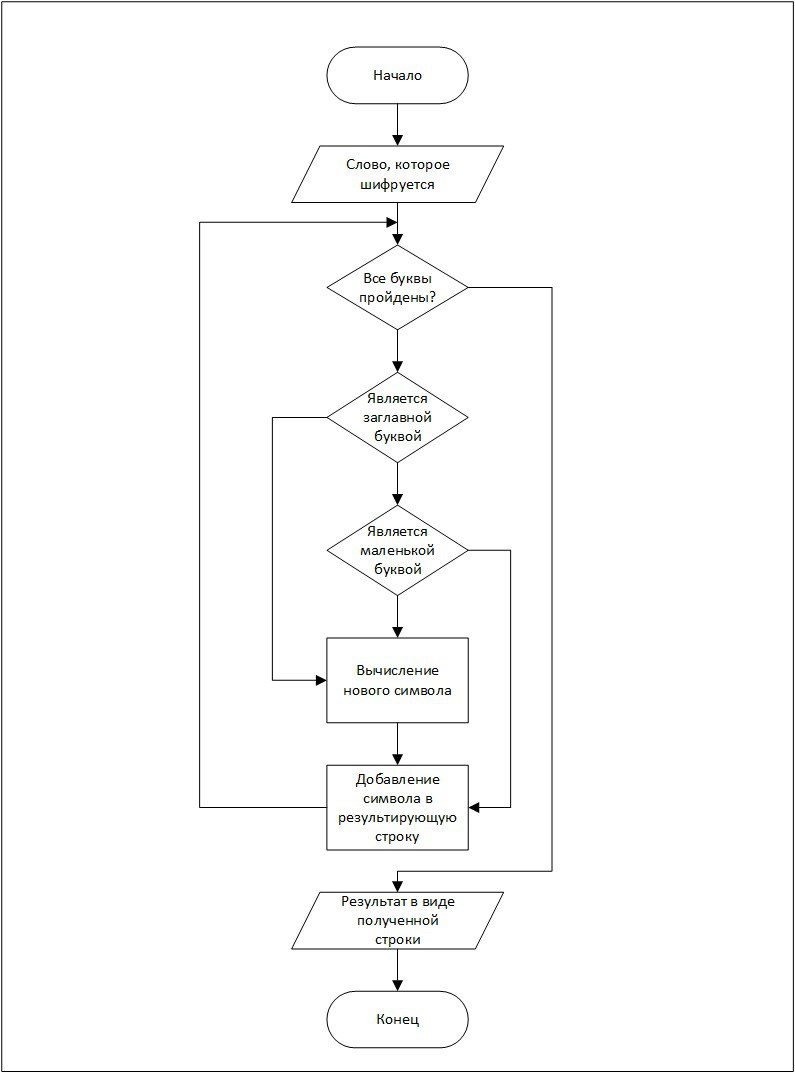 Начало
Слово, которое
шифруется
Все буквы
пройдены?
Является
заглавной
буквой
Является
маленькой
буквой
Вычисление
нового символа
Добавление
символа в
результирующую
строку
Результат в виде
полученной
строки
Конец